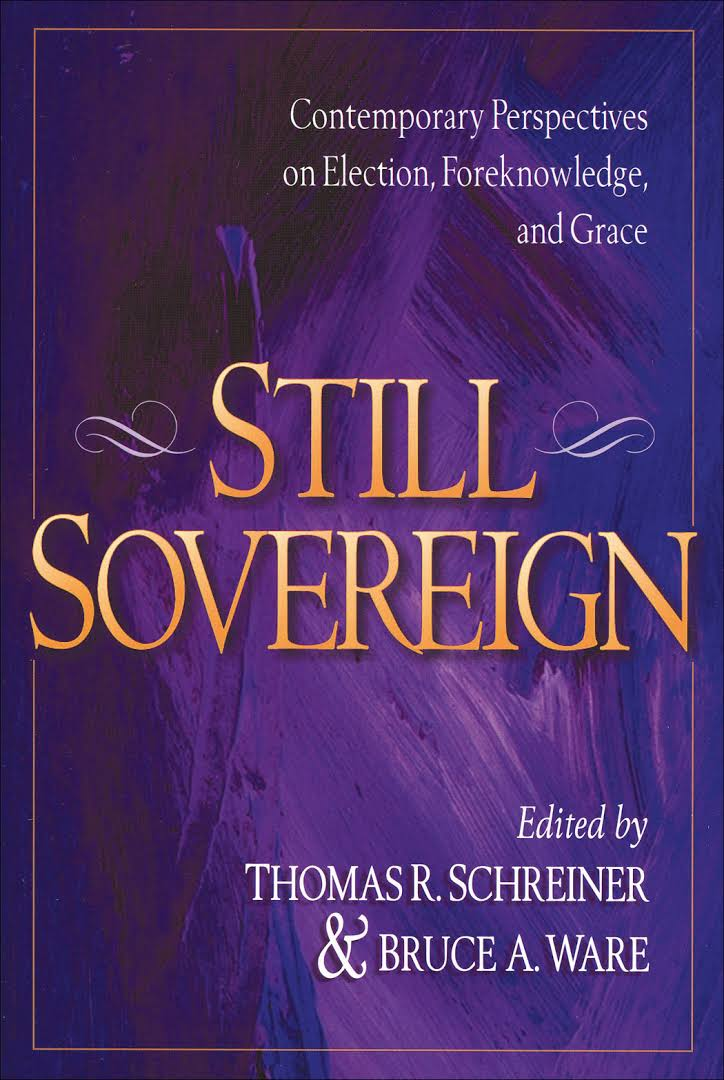 Contemporary Perspectives
on Election, Foreknowledge,
and Grace
STILL
SOVEREIGN
Edited by
THOMAS R. SCHREINER
& BRUCE A. WARE